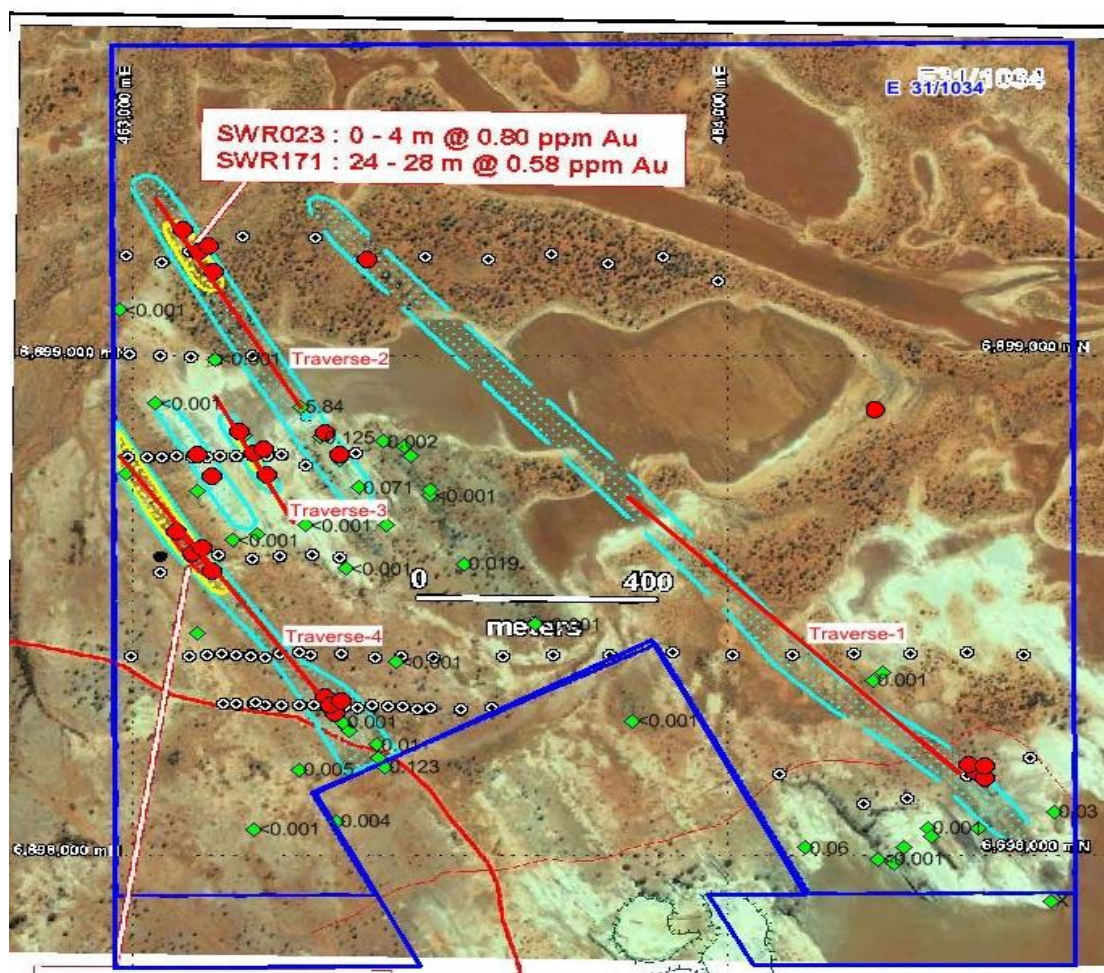 E31/1034
E 31/1034
463,000 mE
464,000 mE
SWR023 : 0 - 4 m @ 0.80 ppm Au
SWR171 : 24 - 28 m @ 0.58 ppm Au
<0.001
6,899,000 mN
<0.001
Traverse-2
6,899,000 mN
<0.001
5.84
0.125
0.002
0.071
<0.001
Traverse-3
<0.001
<0.001
<0.001
0.019
0
400
meters
<0.001
Traverse-4
<0.001
Traverse-1
0.001
0.001
<0.001
0.01
0.005
0.123
0.03
<0.001
0.004
0.001
0.06
<0.001
6,898,000 mN
6,898,000 mN
X